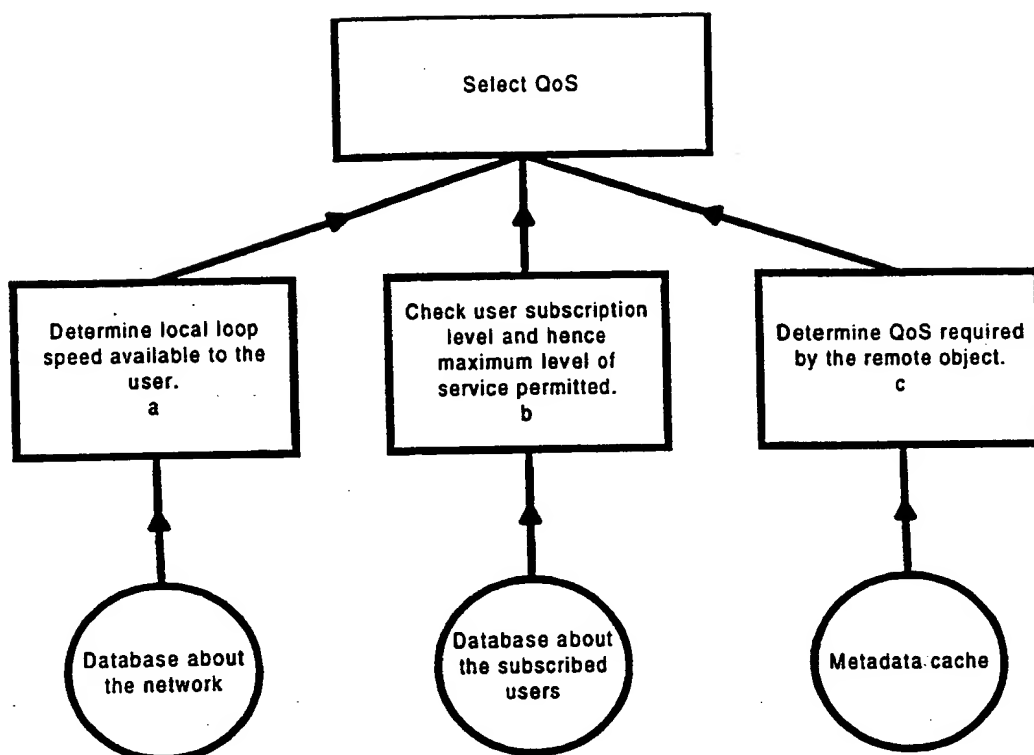 Select QoS
Determine local loop
speed available to the
user.
a
Check user subscription
level and hence
maximum level of
service permitted.
b
Determine QoS required
by the remote object.
c
Database about
the network
Database about
the subscribed
users
Metadata cache